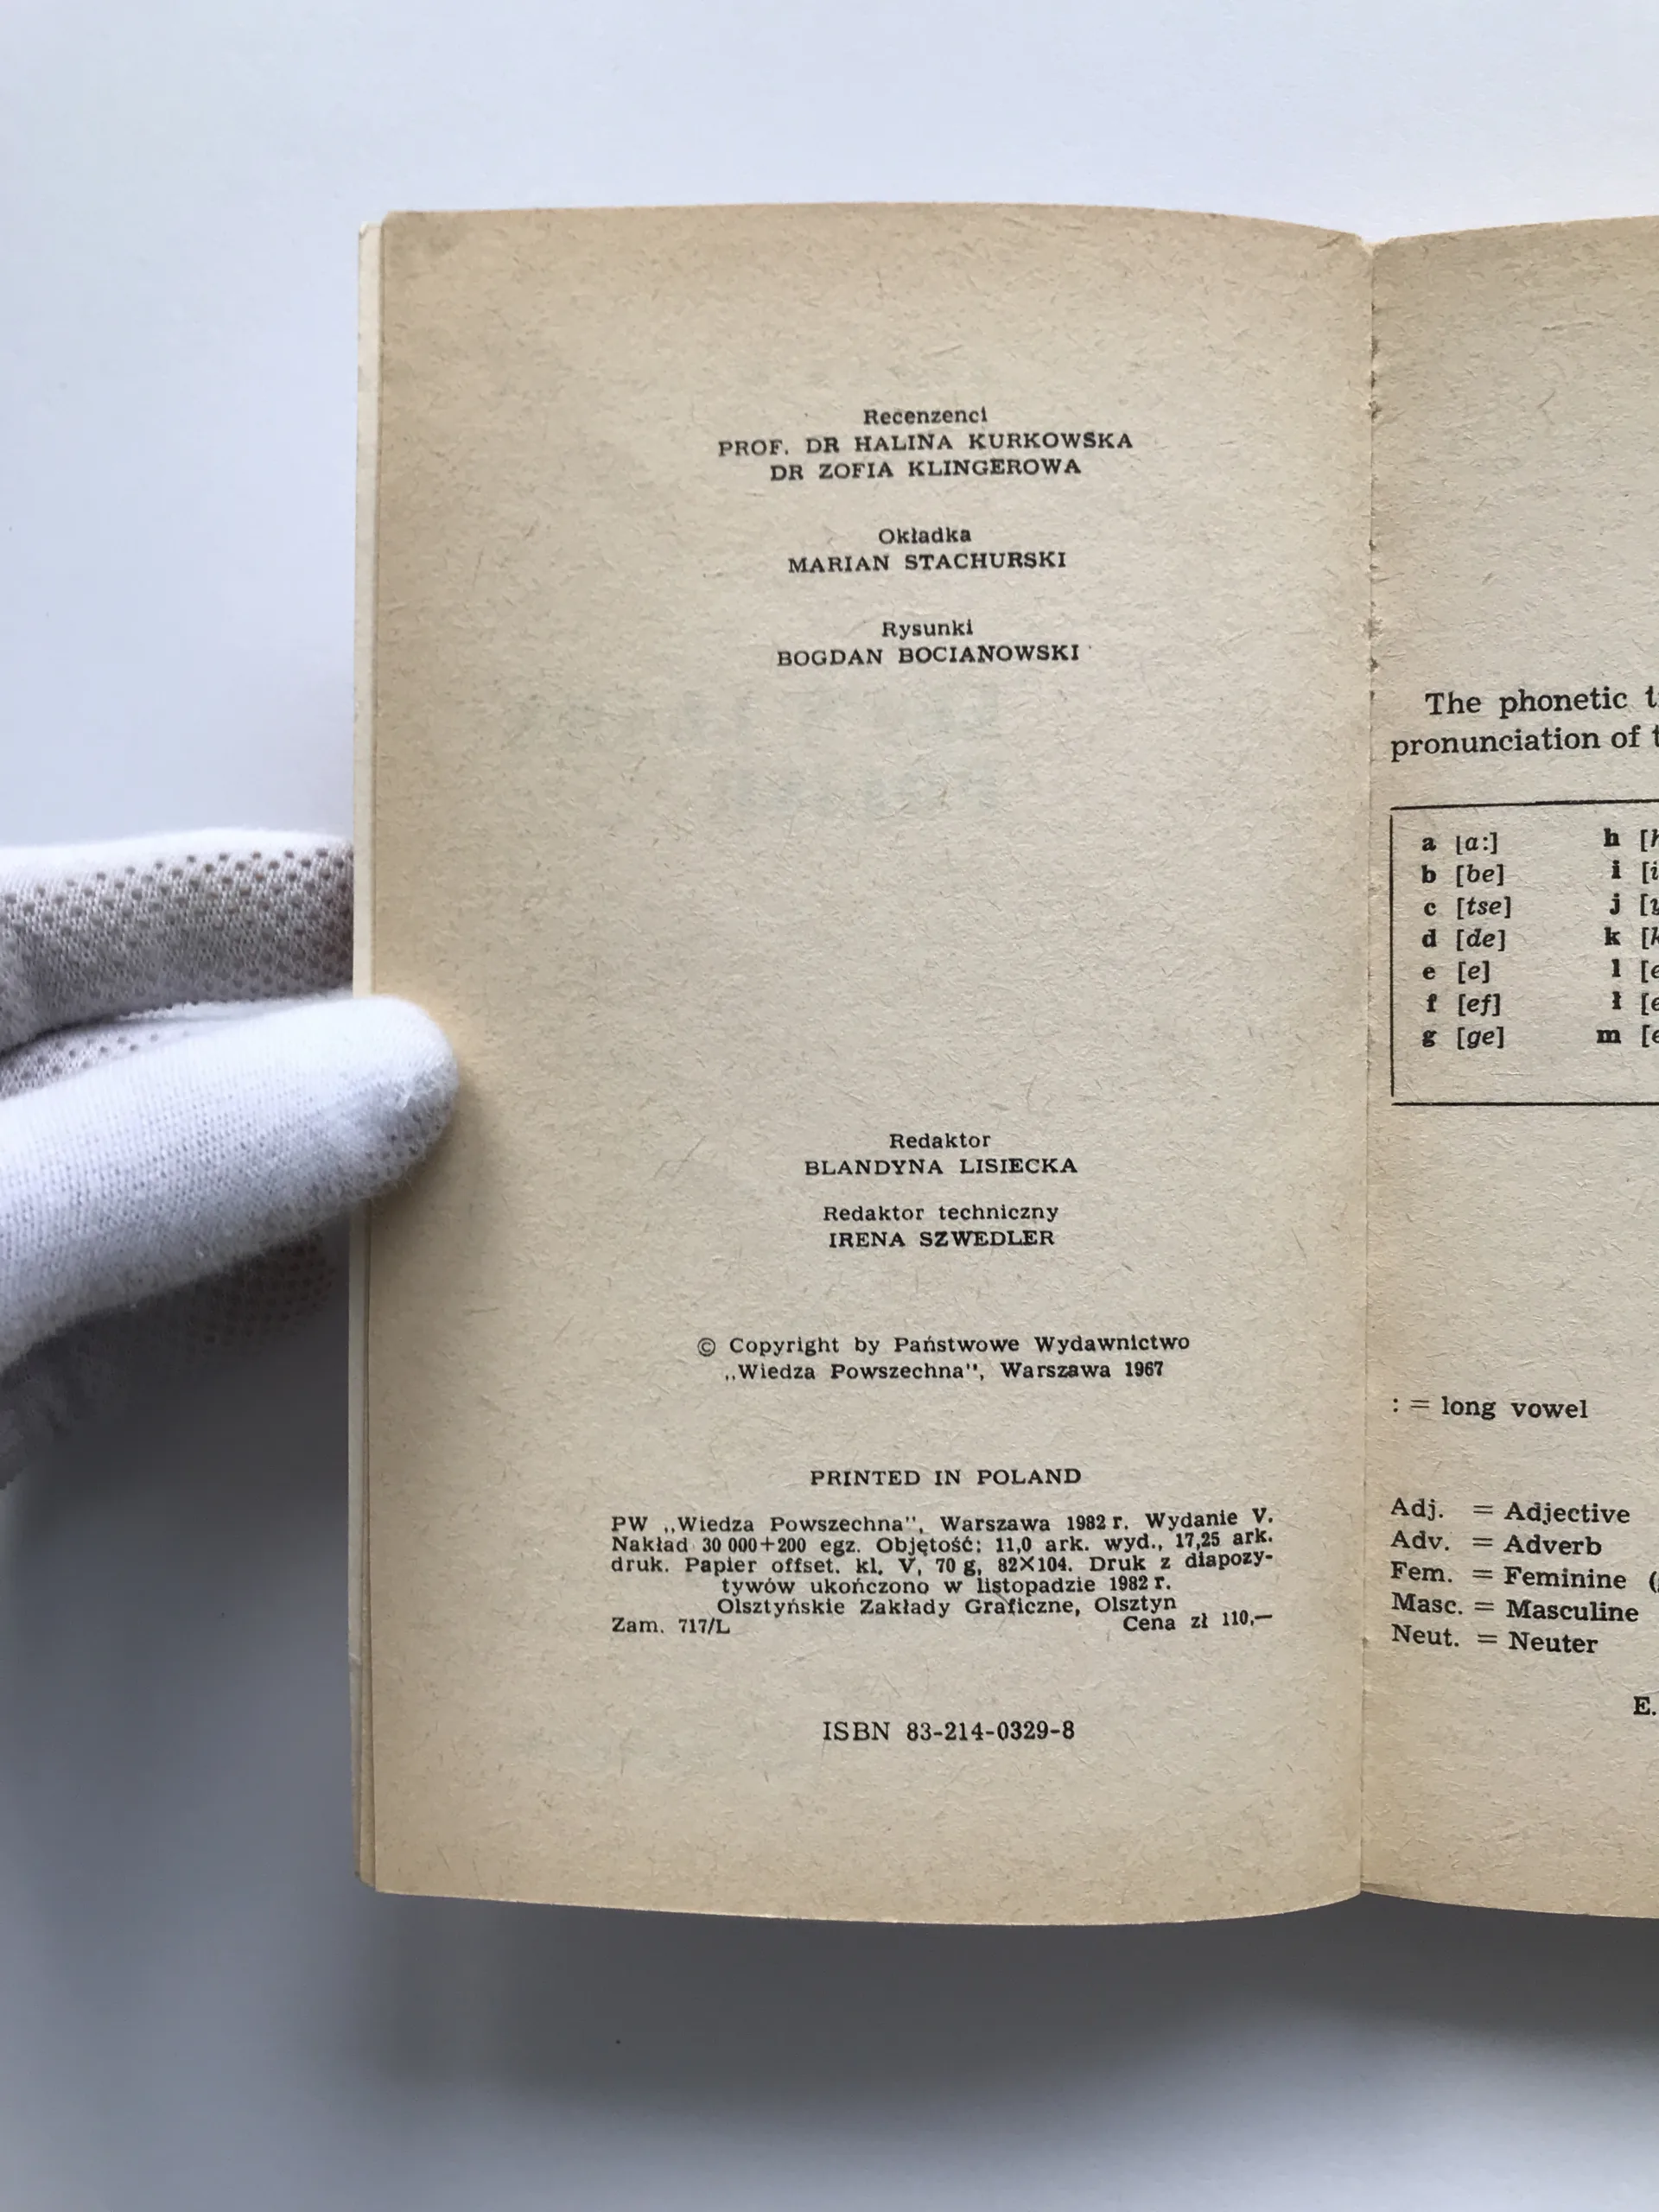 Recenzenci
PROF. DR HALINA KURKOWSKA
DR ZOFIA KLINGEROWA
Okładka
MARIAN STACHURSKI
Rysunki
BOGDAN BOCIANOWSKI
Redaktor
BLANDYNA LISIECKA
Redaktor techniczny
IRENA SZWEDLER
© Copyright by Państwowe Wydawnictwo
„Wiedza Powszechna”, Warszawa 1967
PRINTED IN POLAND
PW „Wiedza Powszechna”, Warszawa 1982 r. Wydanie V.
Nakład 30 000+200 egz. Objętość: 11,0 ark. wyd., 17,25 ark.
druk. Papier offset. kl. V, 70 g, 82×104. Druk z diapozy-
tywów ukończono w listopadzie 1982 r.
Olsztyńskie Zakłady Graficzne, Olsztyn
Zam. 717/L Cena zł 110,—
ISBN 83-214-0329-8
The phonetic
pronunciation of
a [a:] h
b [be] i
c [tse] j
d [de] k
e [e] l
f [ef] ł
g [ge] m
: = long vowel
Adj. = Adjective
Adv. = Adverb
Fem. = Feminine
Masc. = Masculine
Neut. = Neuter
E.